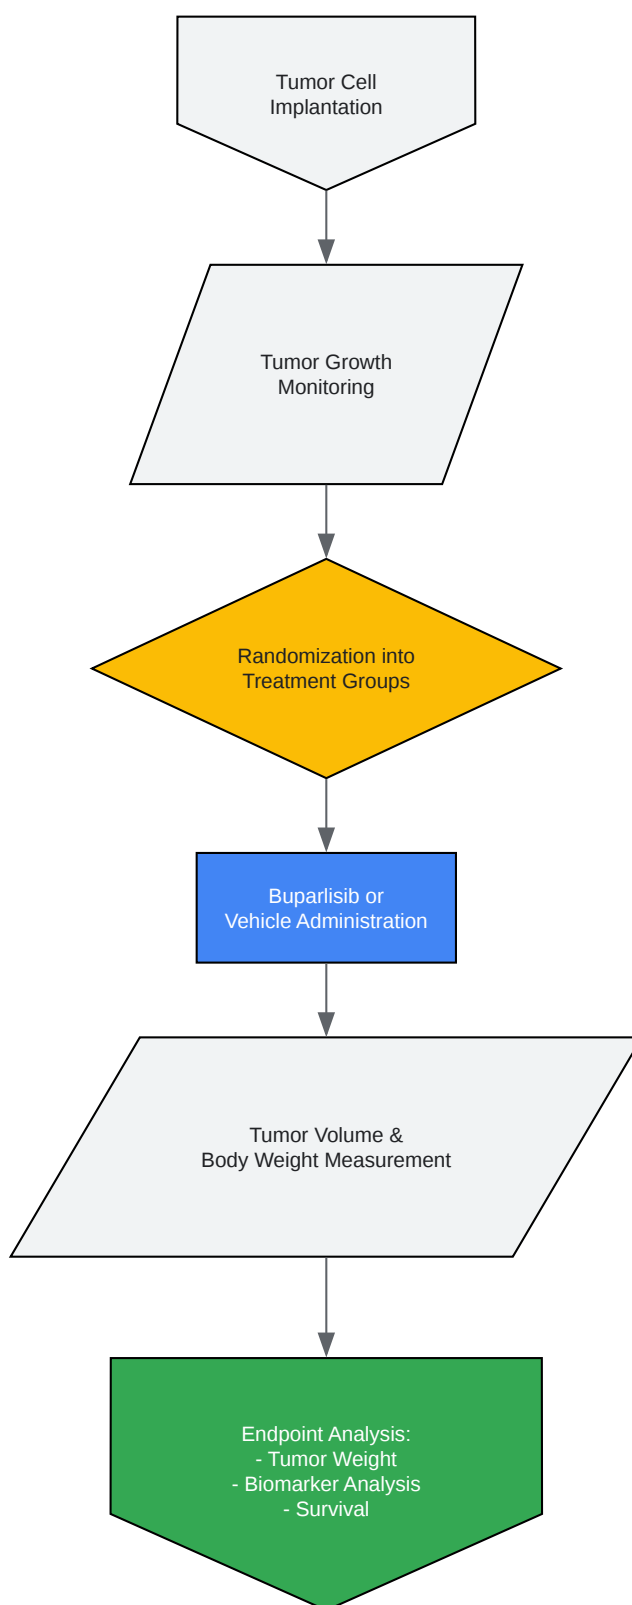 Tumor Cell
Implantation
Tumor Growth
Monitoring
Randomization into
Treatment Groups
Buparlisib or
Vehicle Administration
Tumor Volume &
Body Weight Measurement
Endpoint Analysis:
- Tumor Weight
- Biomarker Analysis
- Survival